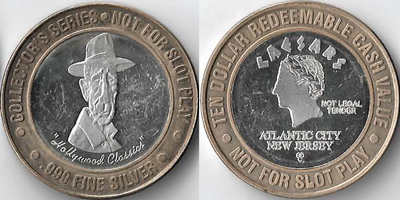 COLLECTOR'S SERIES • NOT FOR SLOT PLAY
"Hollywood Classics"
.999 FINE SILVER
TEN DOLLAR REDEEMABLE CASH VALUE
CAESARS
NOT LEGAL
TENDER
ATLANTIC CITY
NEW JERSEY
NOT FOR SLOT PLAY